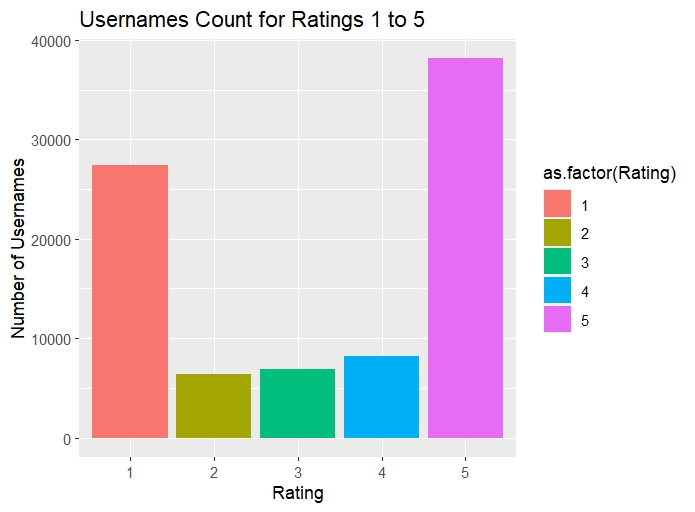 Usernames Count for Ratings 1 to 5
40000
30000
20000
10000
0
Number of Usernames
1 2 3 4 5
Rating
as.factor(Rating)
1
2
3
4
5